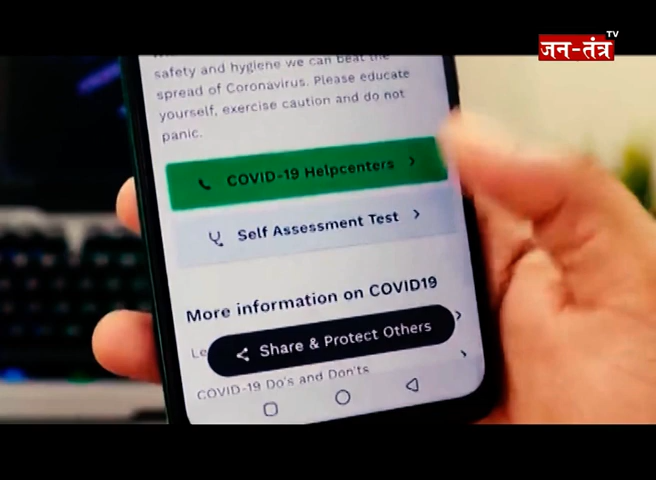 जन-तंत्र TV
safety and hygiene we can beat the
spread of Coronavirus. Please educate
yourself, exercise caution and do not
panic.
COVID-19 Helpcenters
Self Assessment Test
More information on COVID19
Le
Share & Protect Others
COVID-19 Do's and Don'ts